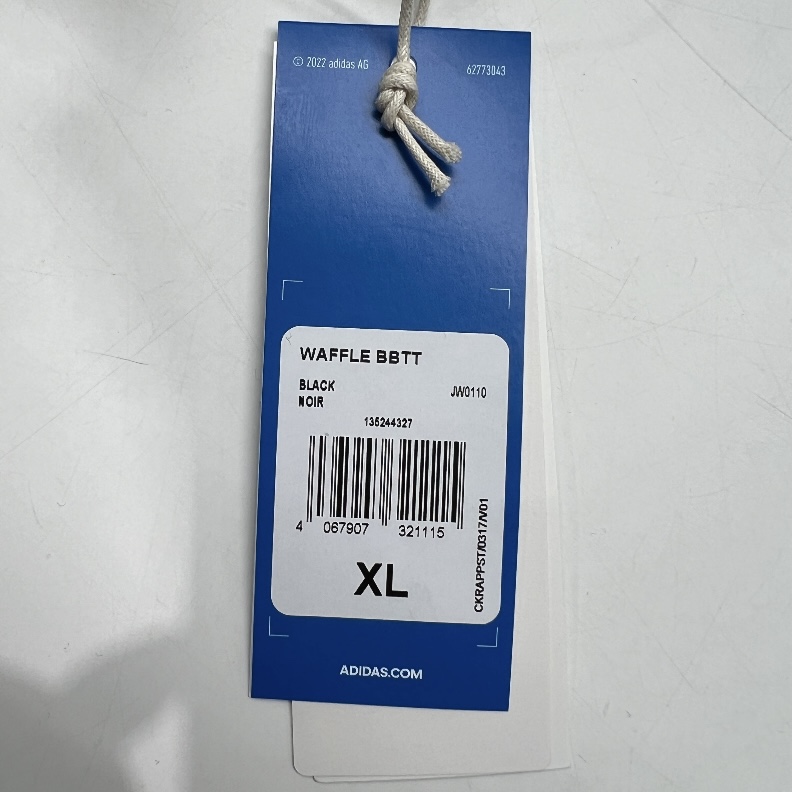 © 2022 adidas AG
62773043
WAFFLE BBTT
BLACK
NOIR
JW0110
135244327
4 067907 321115
XL
CKRAPPST/0317/V01
ADIDAS.COM